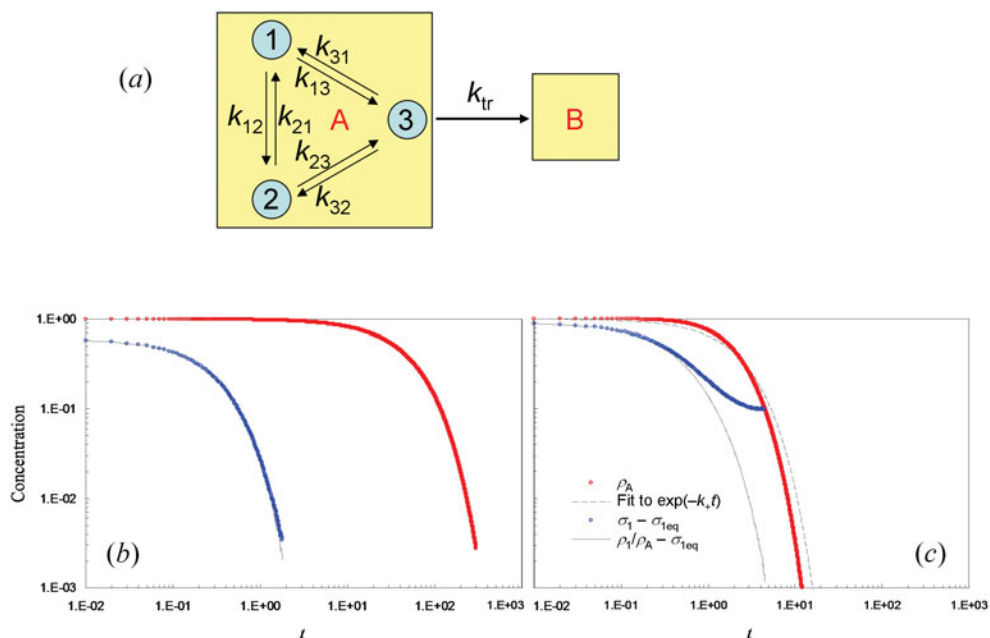 (a)
1
k31
k13
k12
k21
A
3
ktr
B
k23
k32
2
1.E+00
1.E-01
1.E-02
1.E-03
Concentration
(b)
1.E-02
1.E-01
1.E+00
1.E+01
1.E+02
1.E+03
t
ρA
Fit to exp(–k+t)
σ1 – σ1eq
ρ1/ρA – σ1eq
(c)
1.E-02
1.E-01
1.E+00
1.E+01
1.E+02
1.E+03
t